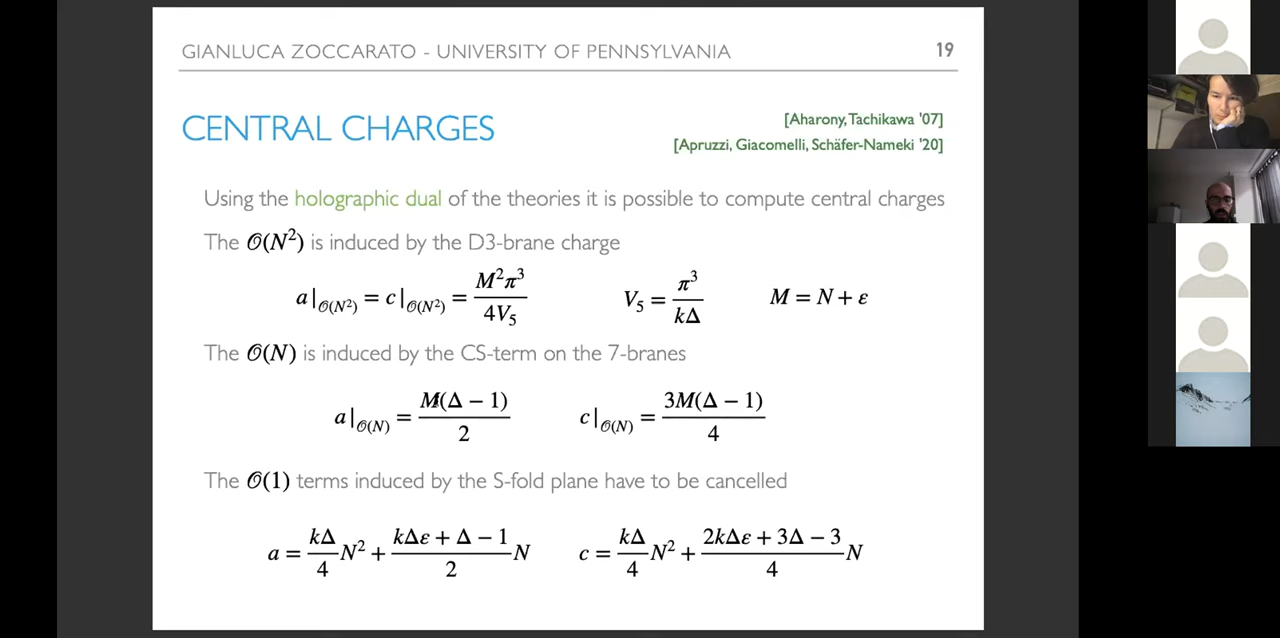 GIANLUCA ZOCCARATO - UNIVERSITY OF PENNSYLVANIA 19
CENTRAL CHARGES
[Aharony, Tachikawa '07]
[Apruzzi, Giacomelli, Schäfer-Nameki '20]
Using the holographic dual of the theories it is possible to compute central charges
The 𝒪(N²) is induced by the D3-brane charge
a|𝒪(N²) = c|𝒪(N²) = M²π³/4V₅ V₅ = π³/kΔ M = N + ε
The 𝒪(N) is induced by the CS-term on the 7-branes
a|𝒪(N) = M(Δ − 1)/2 c|𝒪(N) = 3M(Δ − 1)/4
The 𝒪(1) terms induced by the S-fold plane have to be cancelled
a = kΔ/4 N² + (kΔε + Δ − 1)/2 N c = kΔ/4 N² + (2kΔε + 3Δ − 3)/4 N